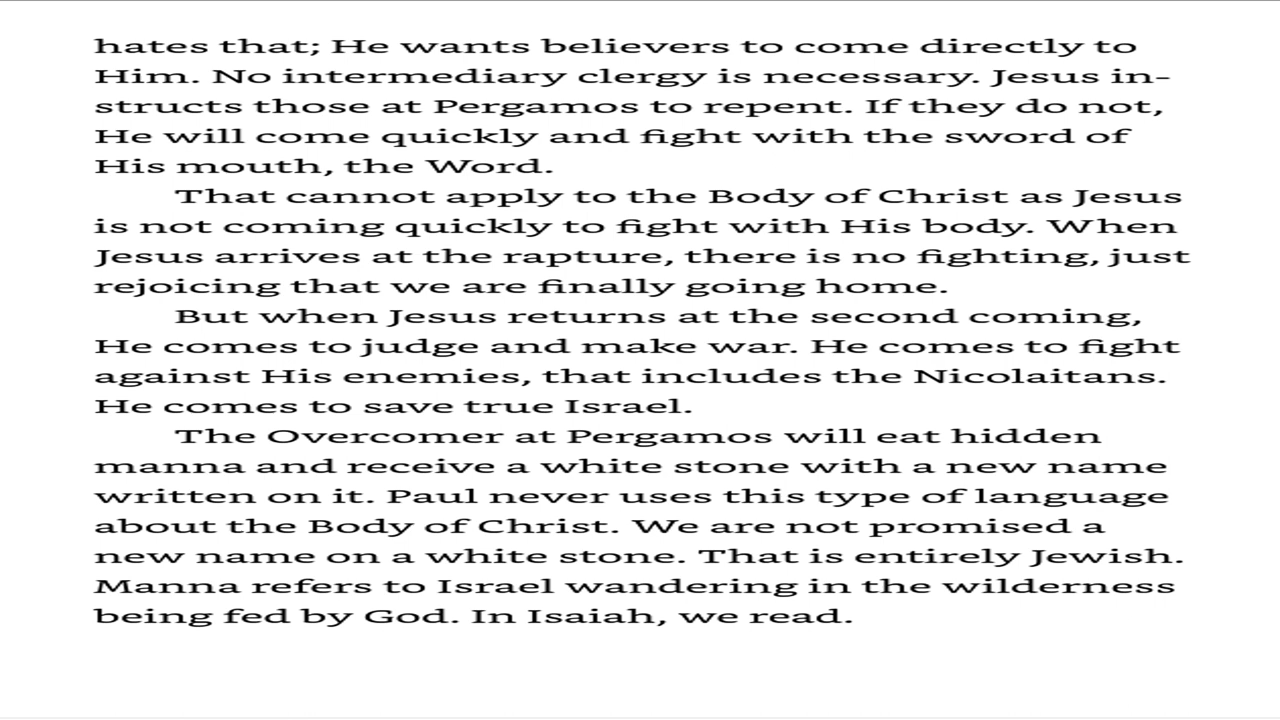 hates that; He wants believers to come directly to
Him. No intermediary clergy is necessary. Jesus in-
structs those at Pergamos to repent. If they do not,
He will come quickly and fight with the sword of
His mouth, the Word.
That cannot apply to the Body of Christ as Jesus
is not coming quickly to fight with His body. When
Jesus arrives at the rapture, there is no fighting, just
rejoicing that we are finally going home.
But when Jesus returns at the second coming,
He comes to judge and make war. He comes to fight
against His enemies, that includes the Nicolaitans.
He comes to save true Israel.
The Overcomer at Pergamos will eat hidden
manna and receive a white stone with a new name
written on it. Paul never uses this type of language
about the Body of Christ. We are not promised a
new name on a white stone. That is entirely Jewish.
Manna refers to Israel wandering in the wilderness
being fed by God. In Isaiah, we read.